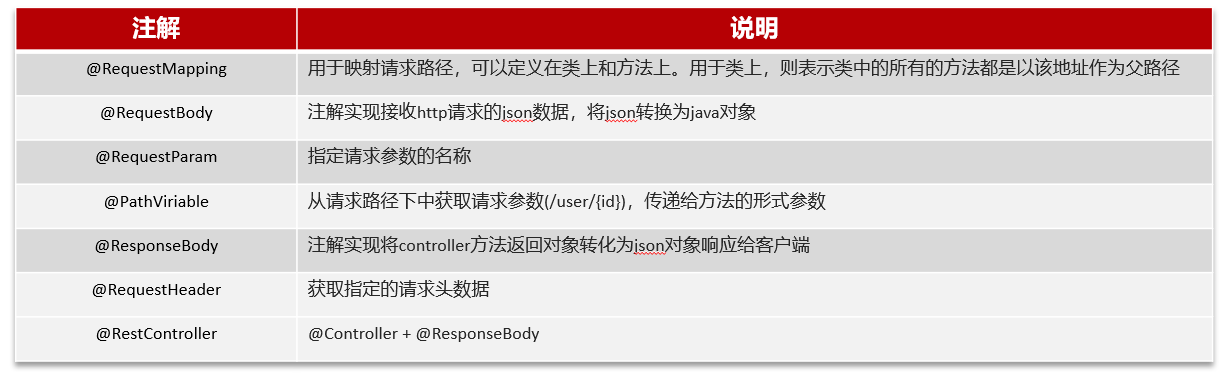 注解 说明
@RequestMapping 用于映射请求路径，可以定义在类上和方法上。用于类上，则表示类中的所有的方法都是以该地址作为父路径
@RequestBody 注解实现接收http请求的json数据，将json转换为java对象
@RequestParam 指定请求参数的名称
@PathViriable 从请求路径下中获取请求参数(/user/{id})，传递给方法的形式参数
@ResponseBody 注解实现将controller方法返回对象转化为json对象响应给客户端
@RequestHeader 获取指定的请求头数据
@RestController @Controller + @ResponseBody